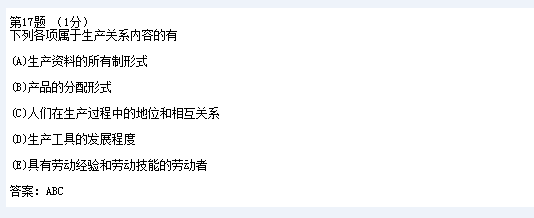 第17题 （1分）
下列各项属于生产关系内容的有
(A)生产资料的所有制形式
(B)产品的分配形式
(C)人们在生产过程中的地位和相互关系
(D)生产工具的发展程度
(E)具有劳动经验和劳动技能的劳动者
答案：ABC